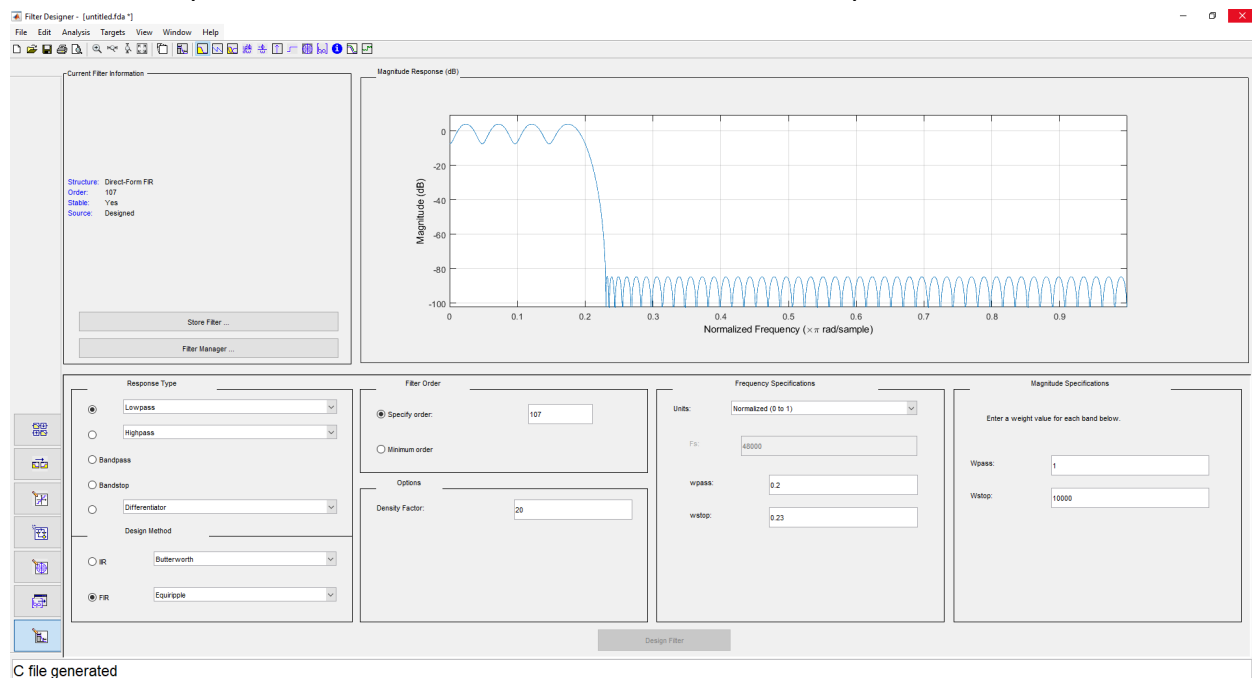 Filter Designer - [untitled.fda *]
File Edit Analysis Targets View Window Help
Current Filter Information
Structure: Direct-Form FIR
Order: 107
Stable: Yes
Source: Designed
Store Filter ...
Filter Manager ...
Magnitude Response (dB)
Magnitude (dB)
0
-20
-40
-60
-80
-100
0 0.1 0.2 0.3 0.4 0.5 0.6 0.7 0.8 0.9
Normalized Frequency (×π rad/sample)
Response Type
Lowpass
Highpass
Bandpass
Bandstop
Differentiator
Design Method
IIR Butterworth
FIR Equiripple
Filter Order
Specify order: 107
Minimum order
Options
Density Factor: 20
Frequency Specifications
Units: Normalized (0 to 1)
Fs: 48000
wpass: 0.2
wstop: 0.23
Magnitude Specifications
Enter a weight value for each band below.
Wpass: 1
Wstop: 10000
Design Filter
C file generated